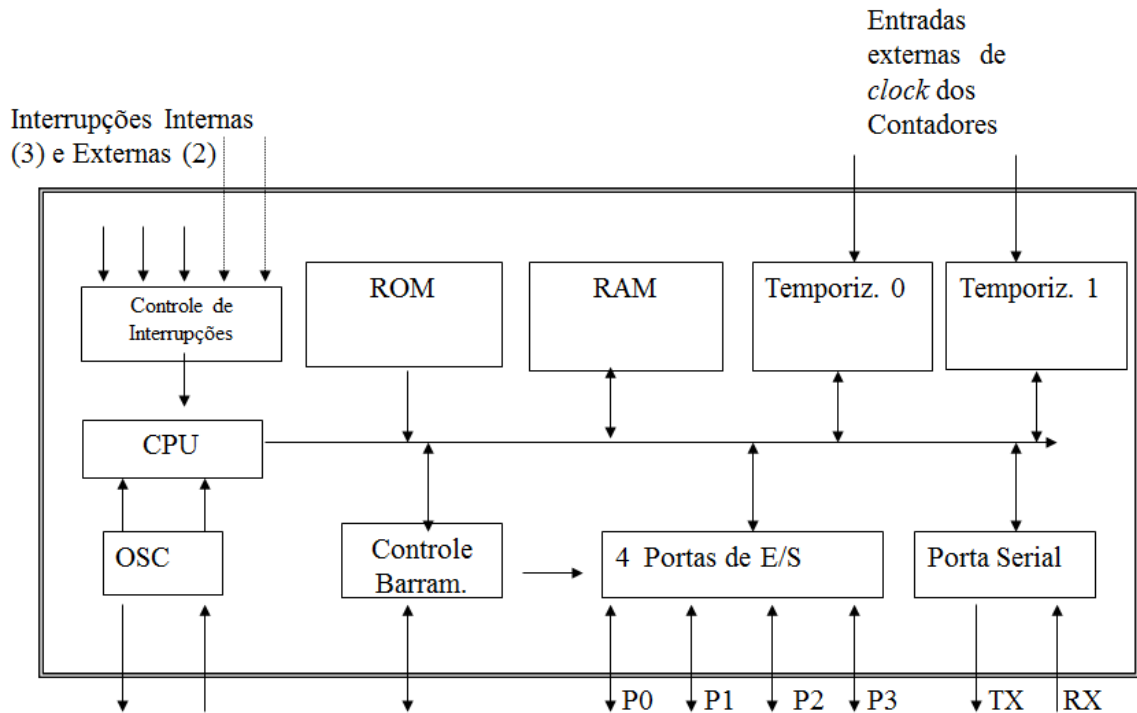 Entradas
externas de
clock dos
Contadores
Interrupções Internas
(3) e Externas (2)
Controle de
Interrupções
ROM
RAM
Temporiz. 0
Temporiz. 1
CPU
OSC
Controle
Barram.
4 Portas de E/S
Porta Serial
P0
P1
P2
P3
TX
RX